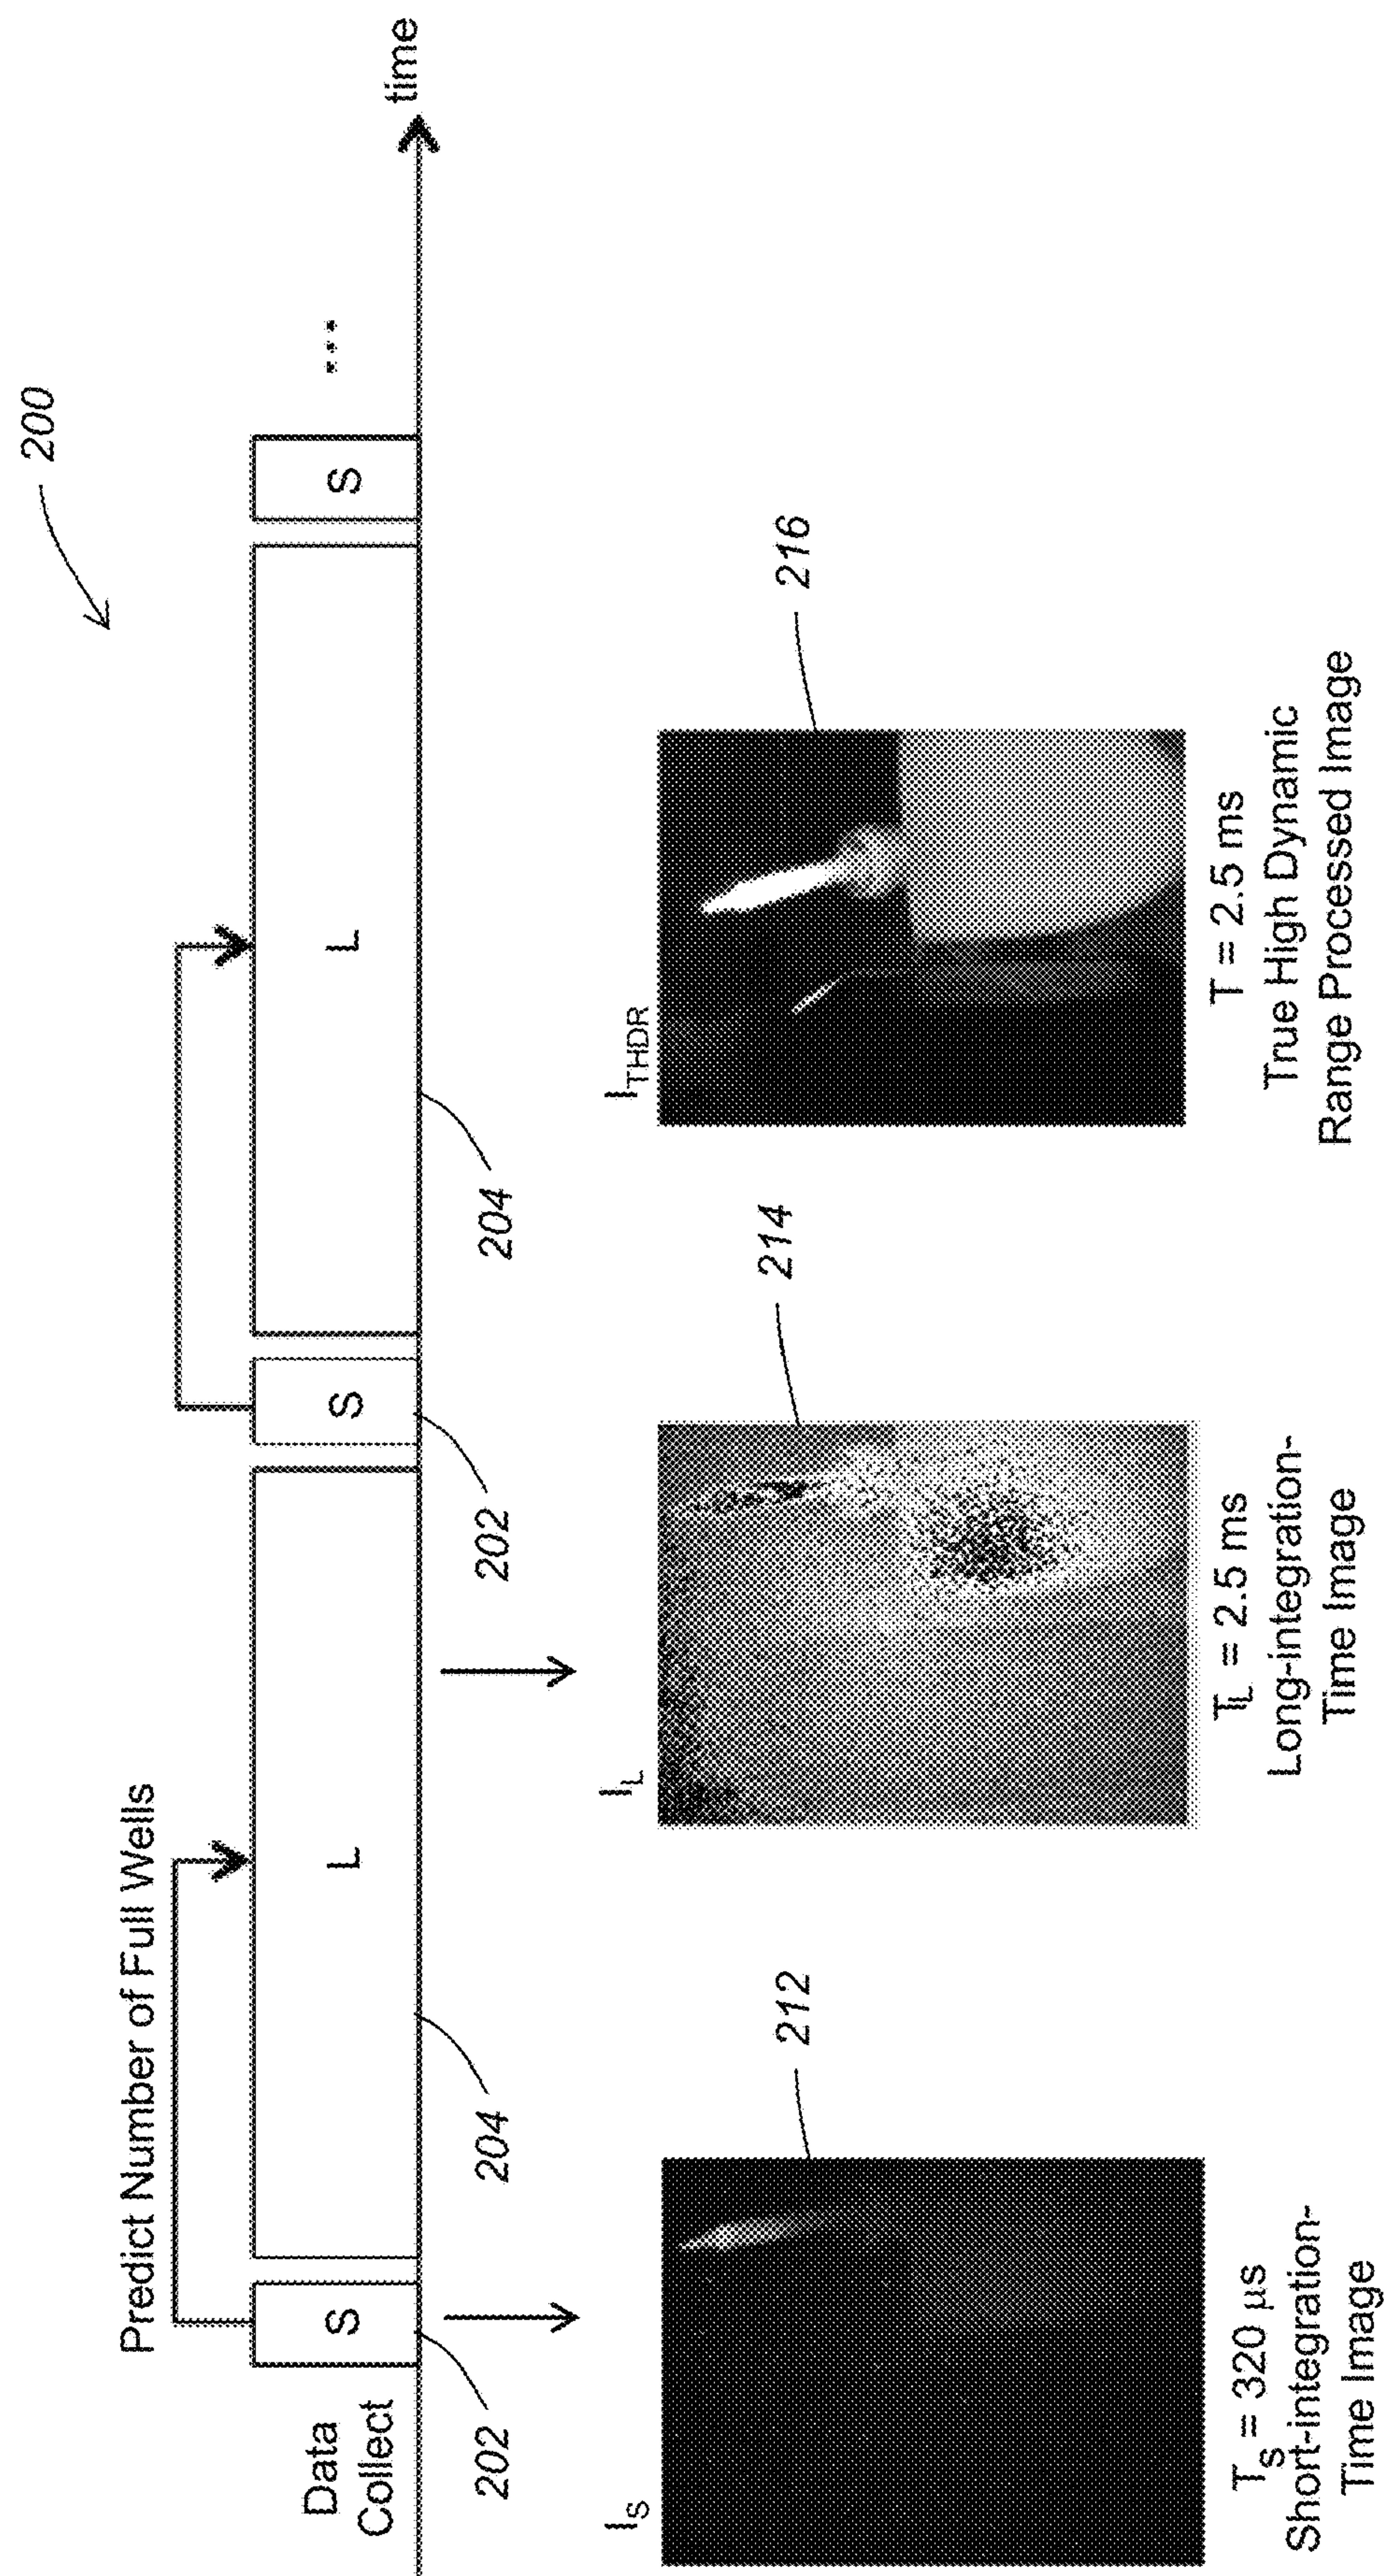 200
Predict Number of Full Wells
Data
Collect
S
L
S
L
S
...
time
202
204
202
204
I_S
I_L
I_THDR
212
214
216
T_S = 320 µs
Short-integration-
Time Image
T_L = 2.5 ms
Long-integration-
Time Image
T = 2.5 ms
True High Dynamic
Range Processed Image